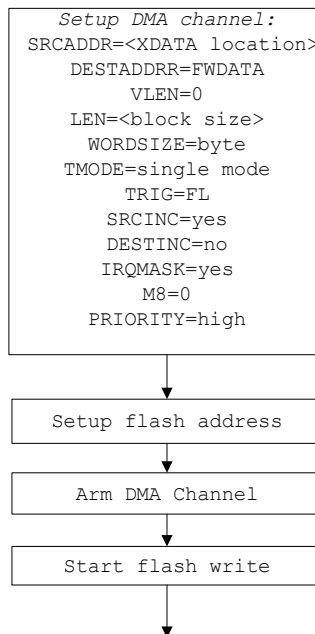 Setup DMA channel:
SRCADDR=<XDATA location>
DESTADDRR=FWDATA
VLEN=0
LEN=<block size>
WORDSIZE=byte
TMODE=single mode
TRIG=FL
SRCINC=yes
DESTINC=no
IRQMASK=yes
M8=0
PRIORITY=high
Setup flash address
Arm DMA Channel
Start flash write